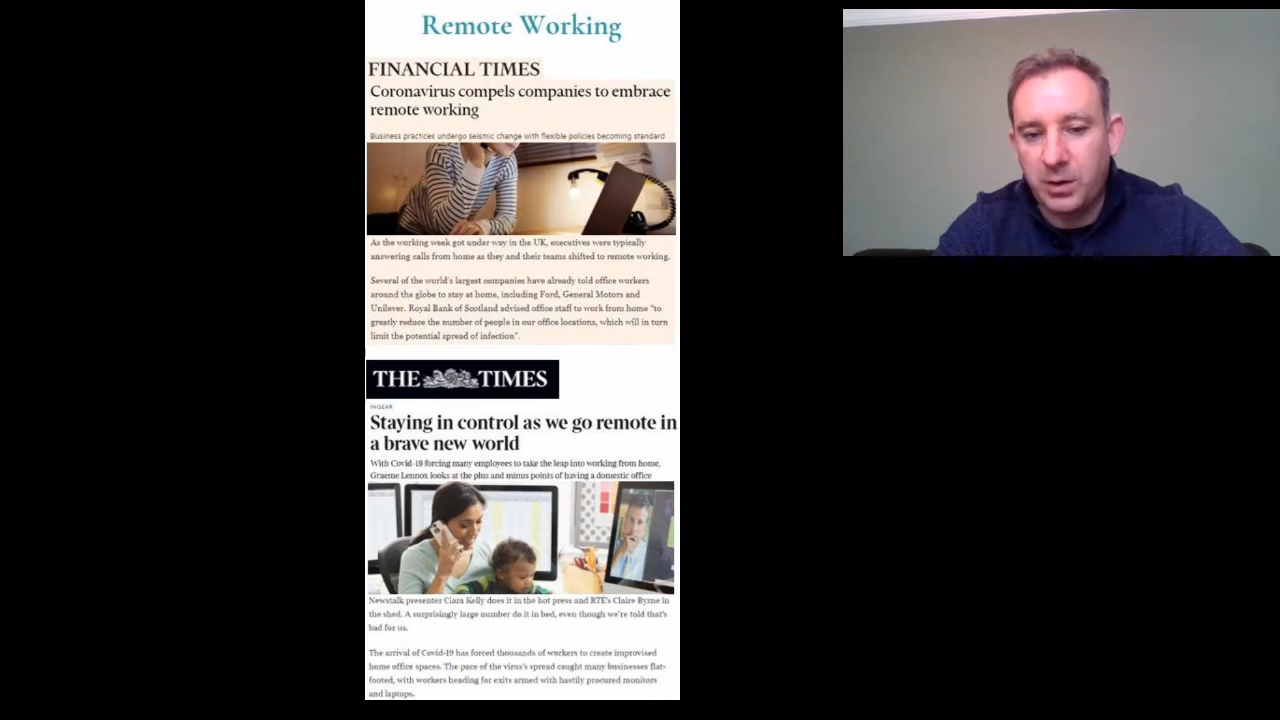 Remote Working
FINANCIAL TIMES
Coronavirus compels companies to embrace
remote working
Business practices undergo seismic change with flexible policies becoming standard
As the working week got under way in the UK, executives were typically
answering calls from home as they and their teams shifted to remote working.
Several of the world's largest companies have already told office workers
around the globe to stay at home, including Ford, General Motors and
Unilever. Royal Bank of Scotland advised office staff to work from home "to
greatly reduce the number of people in our office locations, which will in turn
limit the potential spread of infection".
THE TIMES
INGEAR
Staying in control as we go remote in
a brave new world
With Covid-19 forcing many employees to take the leap into working from home,
Graeme Lennox looks at the plus and minus points of having a domestic office
Newstalk presenter Ciara Kelly does it in the hot press and RTE's Claire Byrne in
the shed. A surprisingly large number do it in bed, even though we're told that's
bad for us.
The arrival of Covid-19 has forced thousands of workers to create improvised
home office spaces. The pace of the virus's spread caught many businesses flat-
footed, with workers heading for exits armed with hastily procured monitors
and laptops.